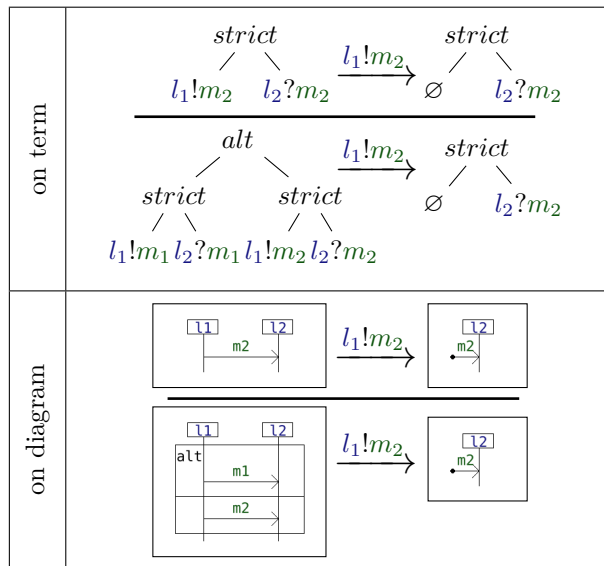 on term
strict l₁!m₂ strict
l₁!m₂ l₂?m₂ ∅ l₂?m₂
alt l₁!m₂ strict
strict strict ∅ l₂?m₂
l₁!m₁ l₂?m₁ l₁!m₂ l₂?m₂
on diagram
l1 l2 l₁!m₂ l2
m2 m2
l1 l2 l₁!m₂ l2
alt m2
m1
m2